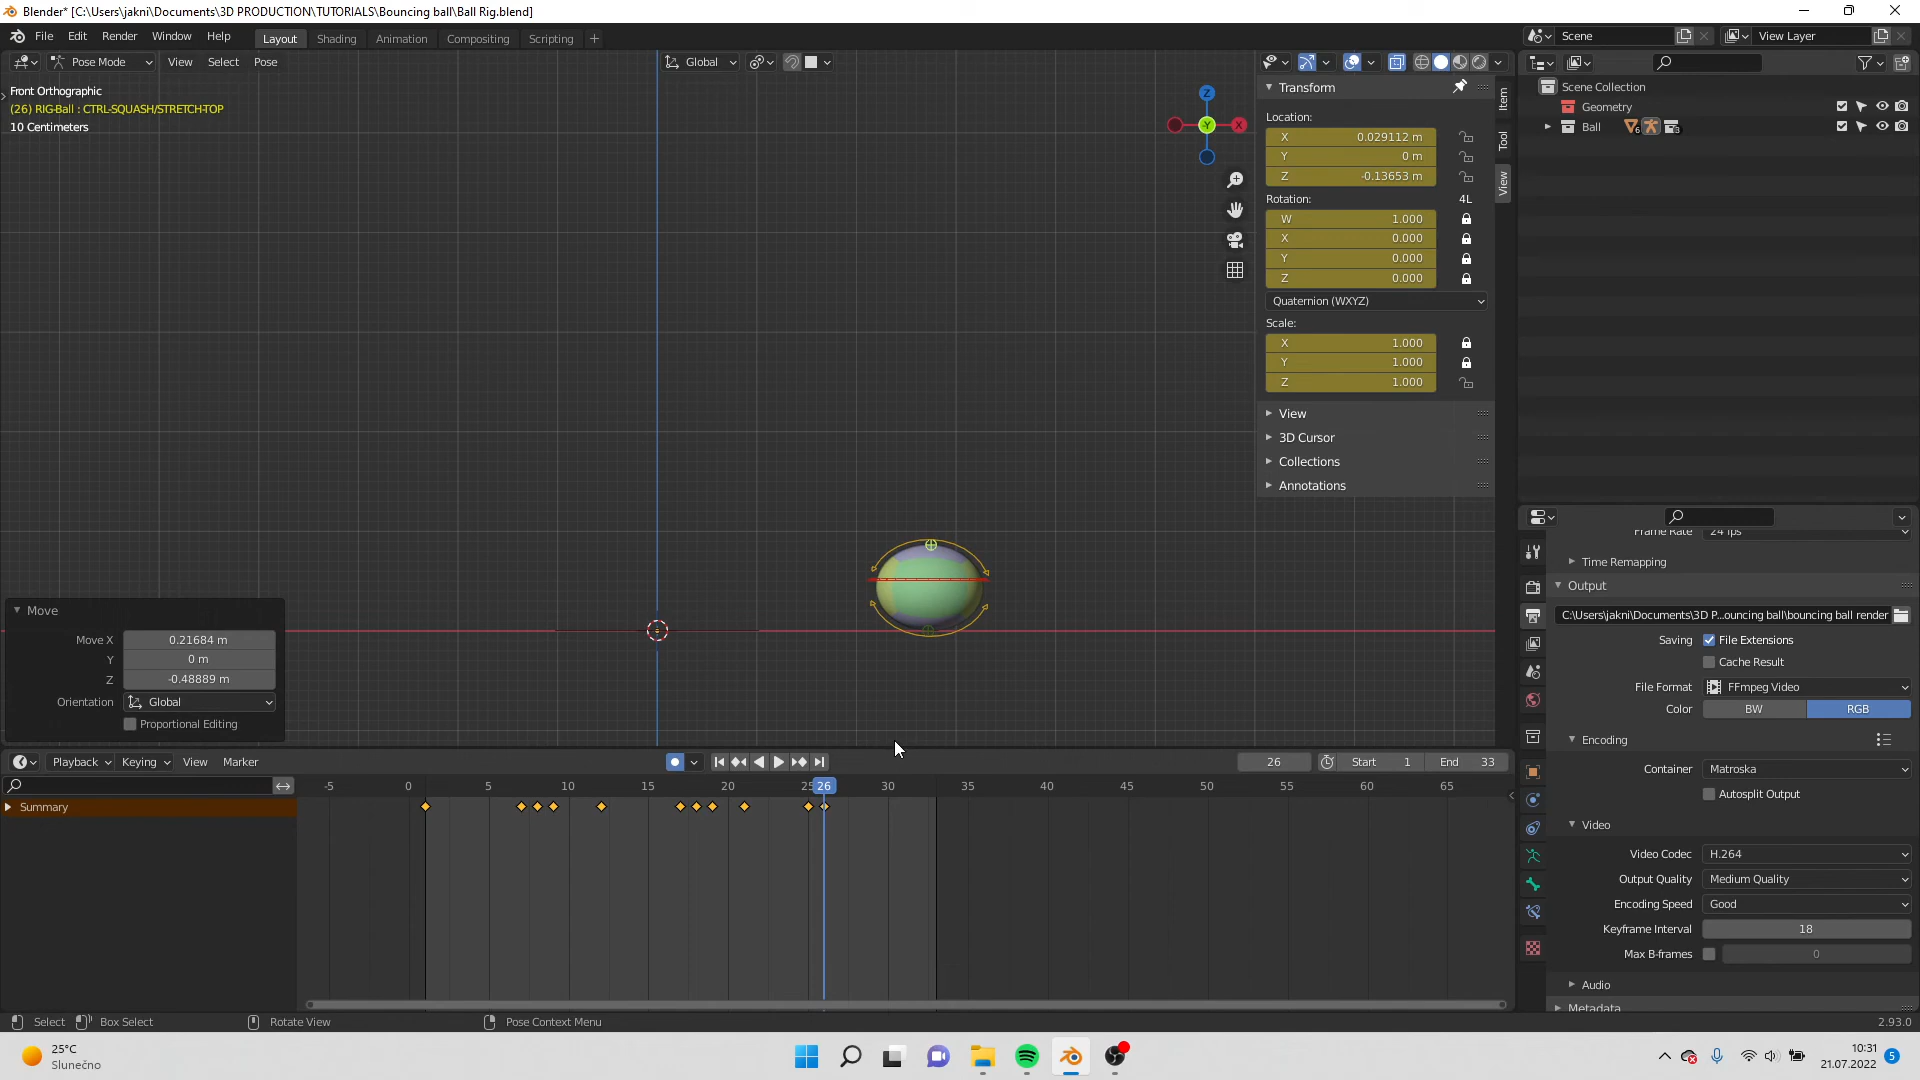 Blender* [C:\Users\jakni\Documents\3D PRODUCTION\TUTORIALS\Bouncing ball\Ball Rig.blend]
File Edit Render Window Help Layout Shading Animation Compositing Scripting + Scene View Layer
Pose Mode View Select Pose Global
Front Orthographic
(26) RIG-Ball : CTRL-SQUASH/STRETCH-TOP
10 Centimeters
Z
Y
X
Transform
Location:
X 0.029112 m
Y 0 m
Z -0.13653 m
Rotation: 4L
W 1.000
X 0.000
Y 0.000
Z 0.000
Quaternion (WXYZ)
Scale:
X 1.000
Y 1.000
Z 1.000
View
3D Cursor
Collections
Annotations
Item
Tool
View
Scene Collection
Geometry
Ball
Move
Move X 0.21684 m
Y 0 m
Z -0.48889 m
Orientation Global
Proportional Editing
Frame Rate 24 fps
Time Remapping
Output
C:\Users\jakni\Documents\3D P...ouncing ball\bouncing ball render
Saving File Extensions
Cache Result
File Format FFmpeg Video
Color BW RGB
Encoding
Container Matroska
Autosplit Output
Video
Video Codec H.264
Output Quality Medium Quality
Encoding Speed Good
Keyframe Interval 18
Max B-frames 0
Audio
Metadata
Playback Keying View Marker 26 Start 1 End 33
-5 0 5 10 15 20 25 26 30 35 40 45 50 55 60 65
Summary
Select Box Select Rotate View Pose Context Menu 2.93.0
25°C
Slunečno
10:31
21.07.2022
5